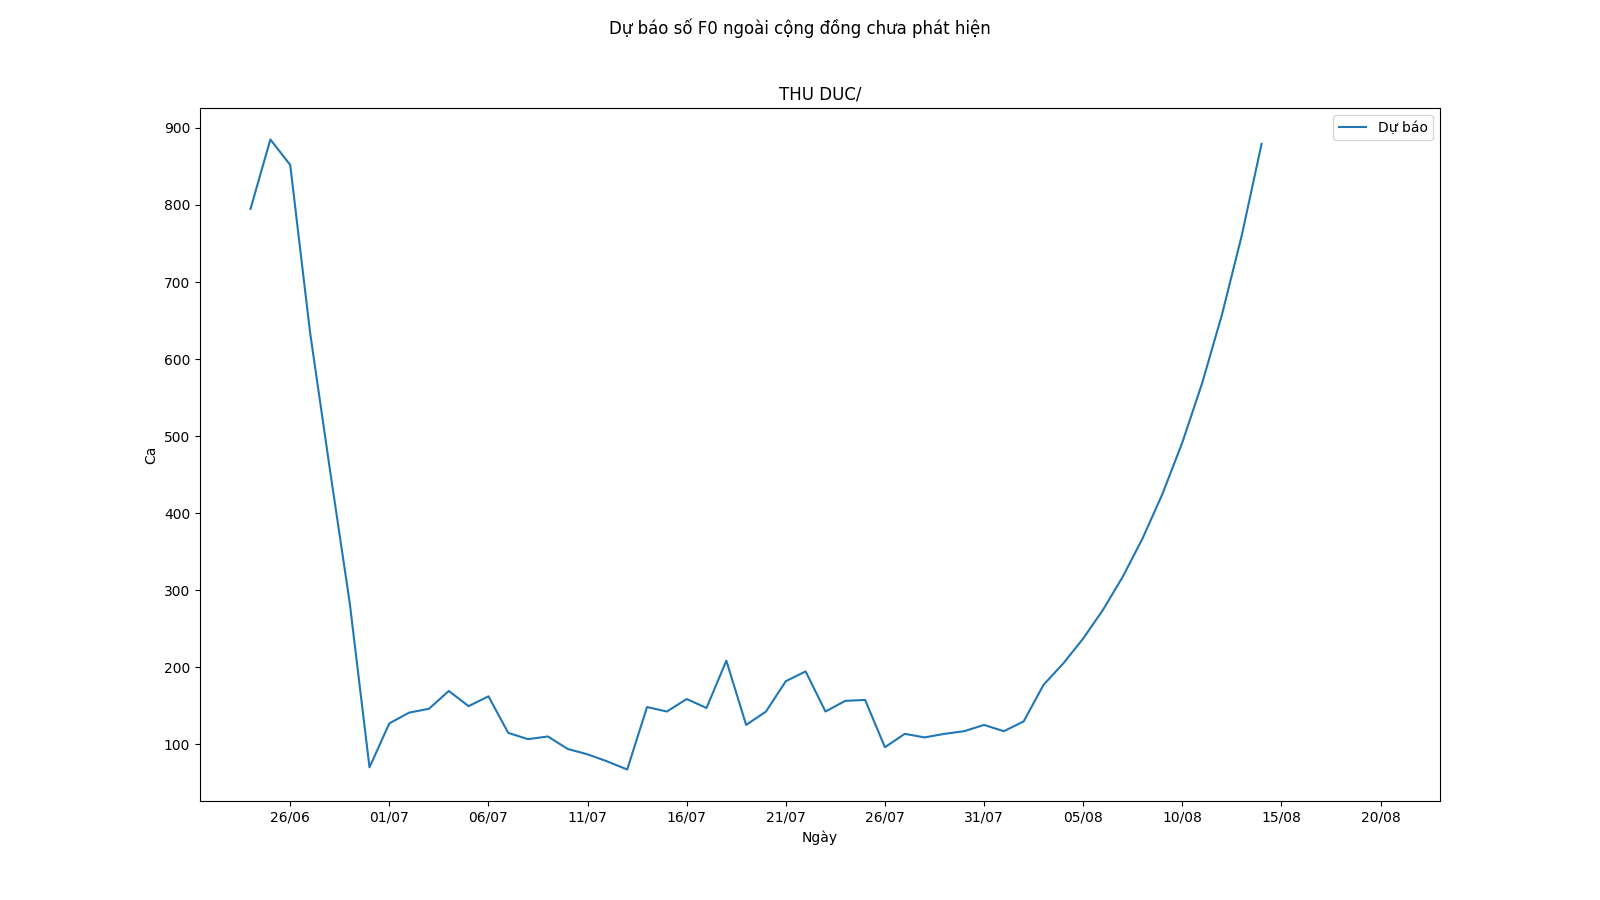 Dự báo số F0 ngoài cộng đồng chưa phát hiện
THU DUC/
Dự báo
900
800
700
600
500
400
300
200
100
Ca
26/06 01/07 06/07 11/07 16/07 21/07 26/07 31/07 05/08 10/08 15/08 20/08
Ngày